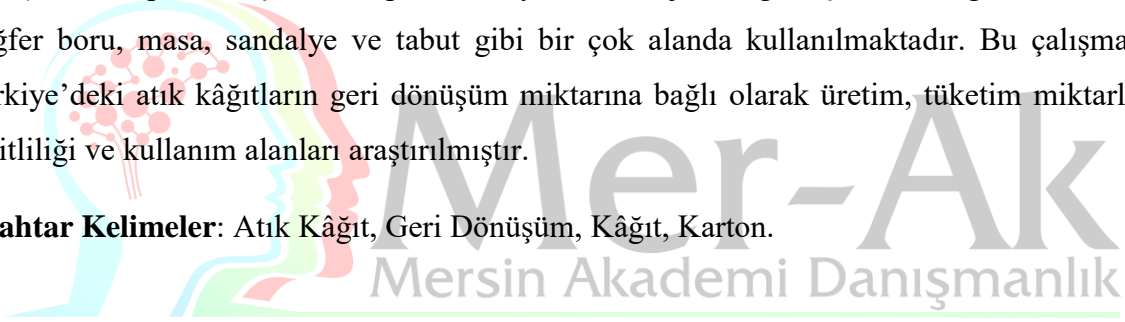 ğfer boru, masa, sandalye ve tabut gibi bir çok alanda kullanılmaktadır. Bu çalışma
rkiye’deki atık kâğıtların geri dönüşüm miktarına bağlı olarak üretim, tüketim miktarl
itliliği ve kullanım alanları araştırılmıştır.
ahtar Kelimeler: Atık Kâğıt, Geri Dönüşüm, Kâğıt, Karton.
Mer-Ak
Mersin Akademi Danışmanlık